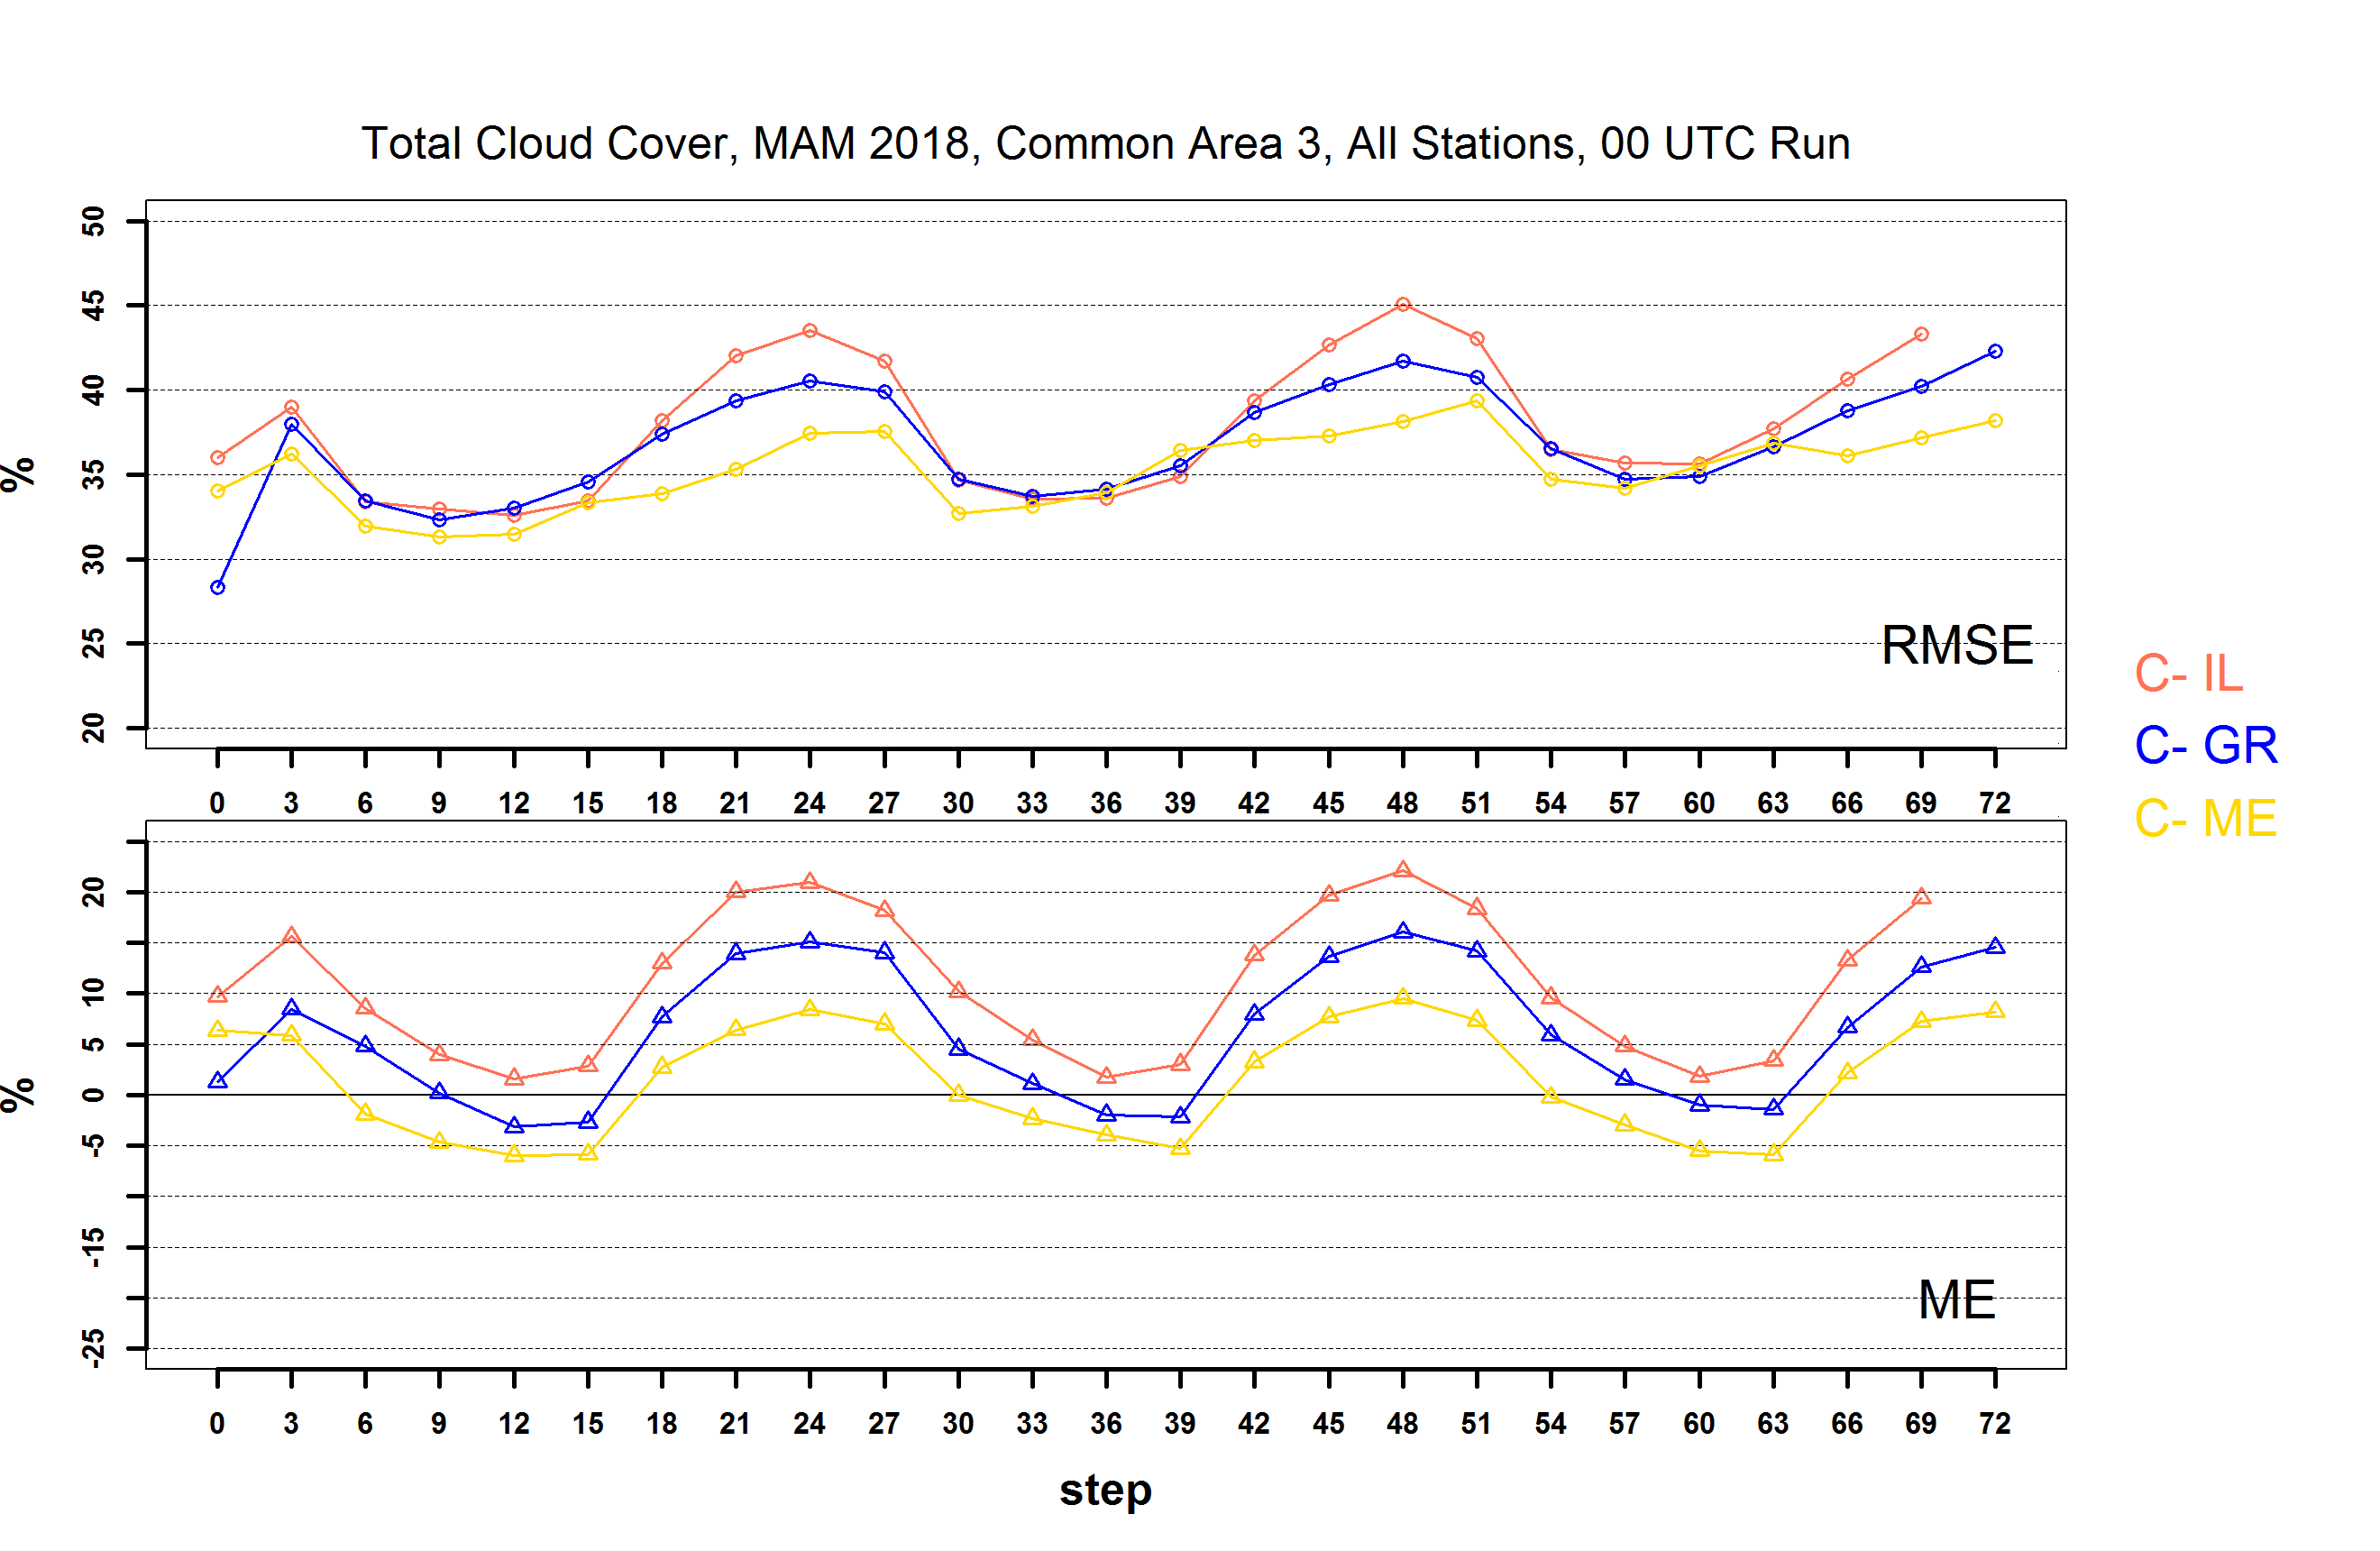 Total Cloud Cover, MAM 2018, Common Area 3, All Stations, 00 UTC Run
50
45
40
35
30
25
20
%
RMSE
0 3 6 9 12 15 18 21 24 27 30 33 36 39 42 45 48 51 54 57 60 63 66 69 72
C- IL
C- GR
C- ME
20
10
5
0
-5
-15
-25
%
ME
0 3 6 9 12 15 18 21 24 27 30 33 36 39 42 45 48 51 54 57 60 63 66 69 72
step